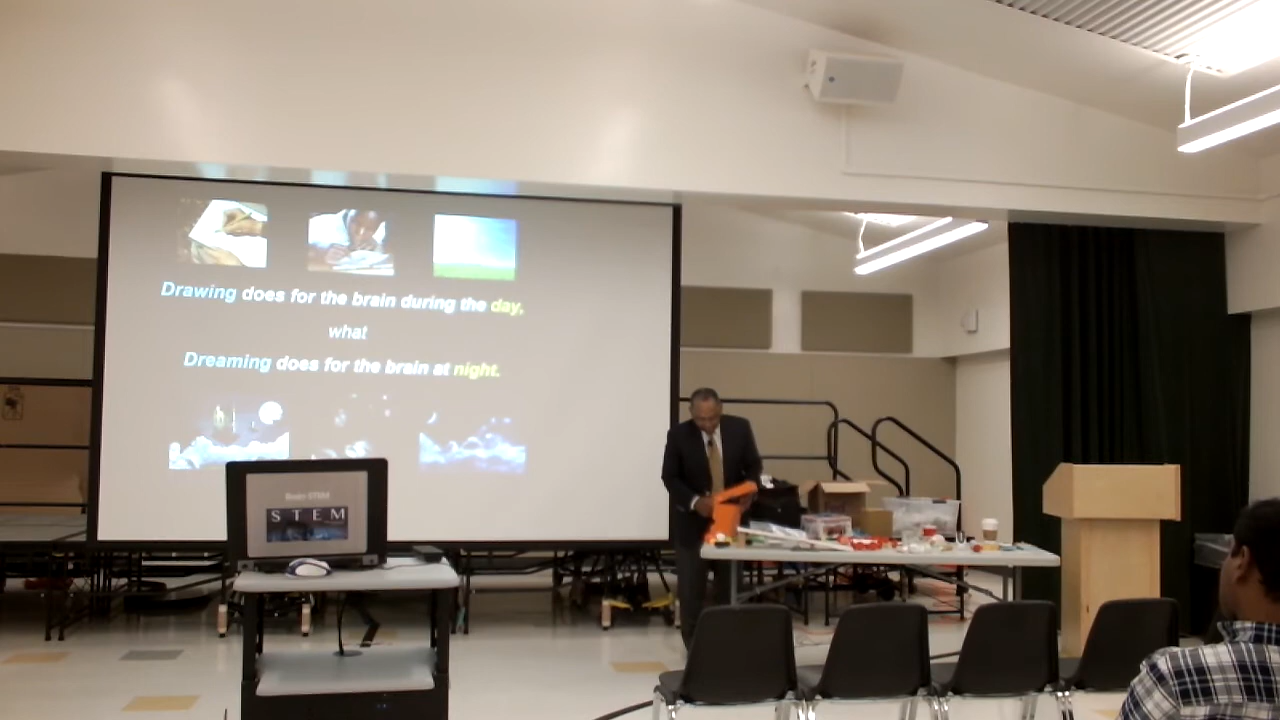 Drawing does for the brain during the day,
what
Dreaming does for the brain at night.
STEM